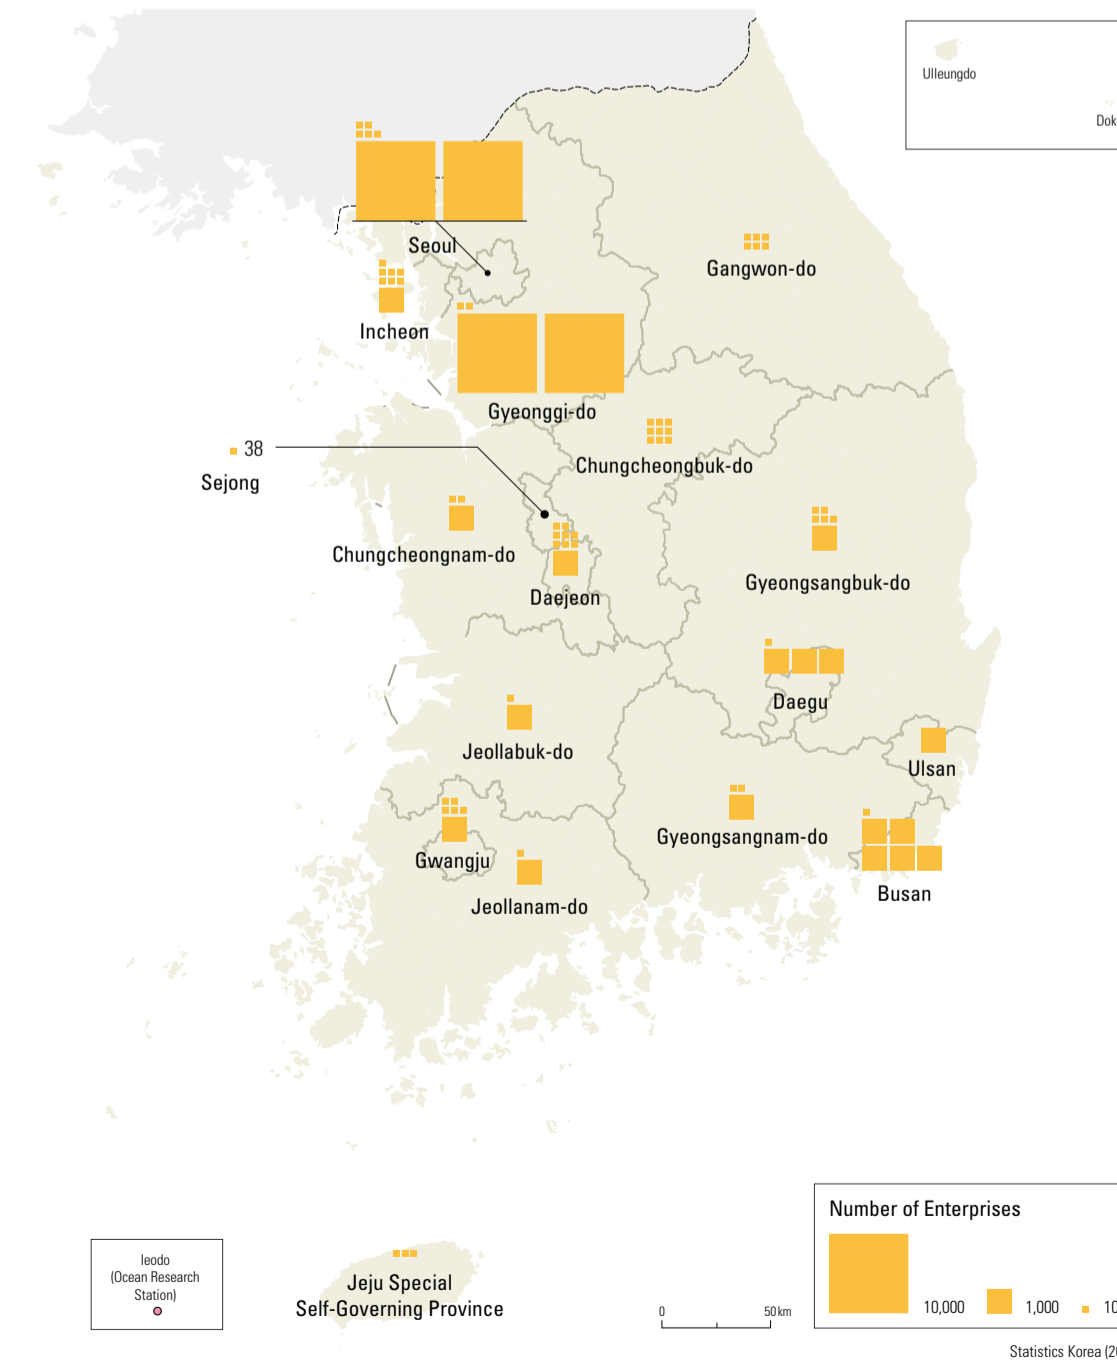 Ulleungdo
Seoul
Gangwon-do
Incheon
Gyeonggi-do
38
Chungcheongbuk-do
Sejong
Chungcheongnam-do
Gyeongsangbuk-do
Daejeon
Daegu
Jeollabuk-do
Ulsan
Gyeongsangnam-do
Gwangju
Busan
Jeollanam-do
Number of Enterprises
10,000
1,000
Ieodo
(Ocean Research
Station)
Jeju Special
Self-Governing Province
0
50 km
Statistics Korea